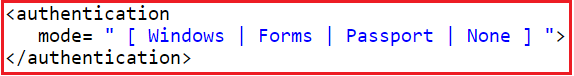 <authentication
mode= " [ Windows | Forms | Passport | None ] ">
</authentication>